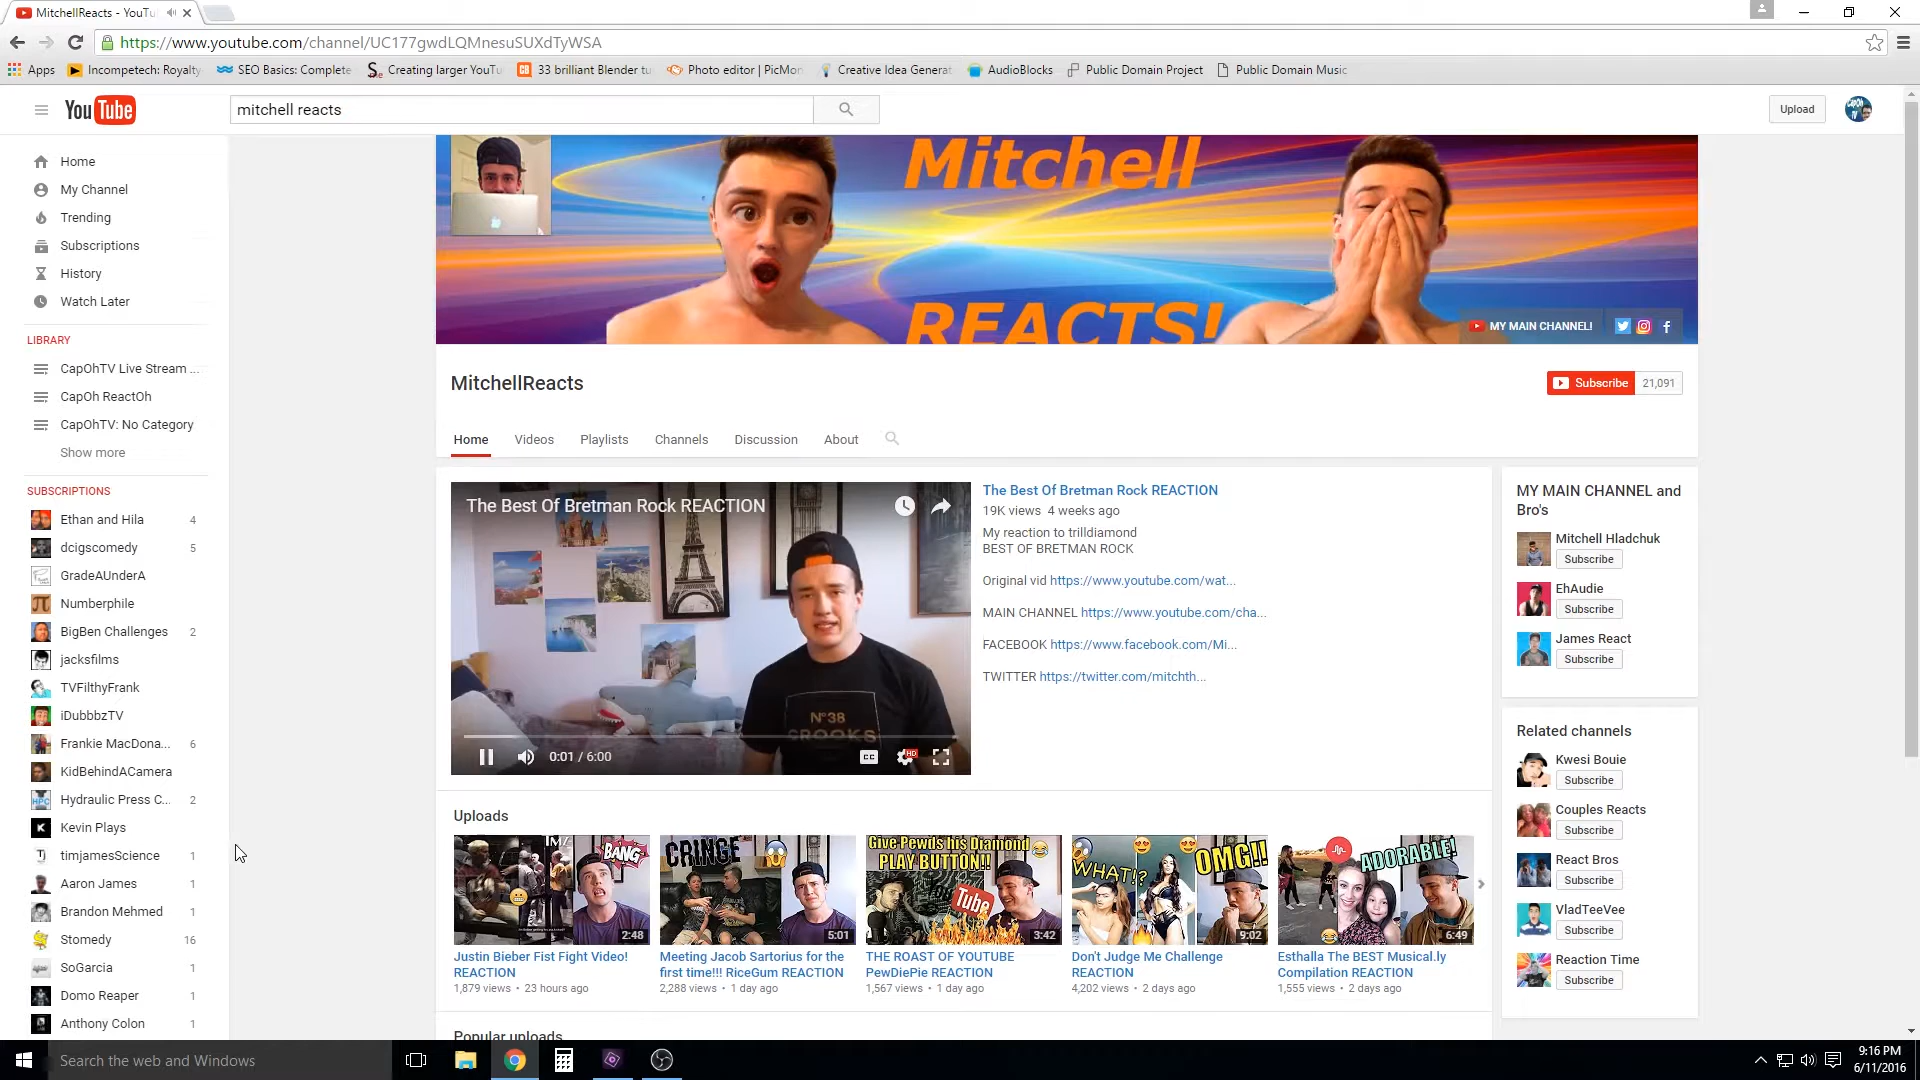 MitchellReacts - YouTu
https://www.youtube.com/channel/UC177gwdLQMnesuSUXdTyWSA
Apps
Incompetech: Royalty
SEO Basics: Complete
Creating larger YouTu
33 brilliant Blender tu
Photo editor | PicMon
Creative Idea Generat
AudioBlocks
Public Domain Project
Public Domain Music
YouTube
mitchell reacts
Upload
Home
My Channel
Trending
Subscriptions
History
Watch Later
LIBRARY
CapOhTV Live Stream ...
CapOh ReactOh
CapOhTV: No Category
Show more
SUBSCRIPTIONS
Ethan and Hila 4
dcigscomedy 5
GradeAUnderA
Numberphile
BigBen Challenges 2
jacksfilms
TVFilthyFrank
iDubbbzTV
Frankie MacDona... 6
KidBehindACamera
Hydraulic Press C... 2
Kevin Plays
timjamesScience 1
Aaron James 1
Brandon Mehmed 1
Stomedy 16
SoGarcia 1
Domo Reaper 1
Anthony Colon 1
Mitchell
REACTS!
MY MAIN CHANNEL!
MitchellReacts
Subscribe 21,091
Home
Videos
Playlists
Channels
Discussion
About
The Best Of Bretman Rock REACTION
N°38
CROOKS
0:01 / 6:00
CC
HD
The Best Of Bretman Rock REACTION
19K views 4 weeks ago
My reaction to trilldiamond
BEST OF BRETMAN ROCK
Original vid https://www.youtube.com/wat...
MAIN CHANNEL https://www.youtube.com/cha...
FACEBOOK https://www.facebook.com/Mi...
TWITTER https://twitter.com/mitchth...
Uploads
BANG
2:48
Justin Bieber Fist Fight Video!
REACTION
1,879 views • 23 hours ago
CRINGE
5:01
Meeting Jacob Sartorius for the
first time!!! RiceGum REACTION
2,288 views • 1 day ago
Give Pewds his Diamond
PLAY BUTTON!!
Tube
3:42
THE ROAST OF YOUTUBE
PewDiePie REACTION
1,567 views • 1 day ago
WHAT!?
OMG!!
9:02
Don't Judge Me Challenge
REACTION
4,202 views • 2 days ago
ADORABLE!
6:49
Esthalla The BEST Musical.ly
Compilation REACTION
1,555 views • 2 days ago
Popular uploads
MY MAIN CHANNEL and
Bro's
Mitchell Hladchuk
Subscribe
EhAudie
Subscribe
James React
Subscribe
Related channels
Kwesi Bouie
Subscribe
Couples Reacts
Subscribe
React Bros
Subscribe
VladTeeVee
Subscribe
Reaction Time
Subscribe
Search the web and Windows
9:16 PM
6/11/2016